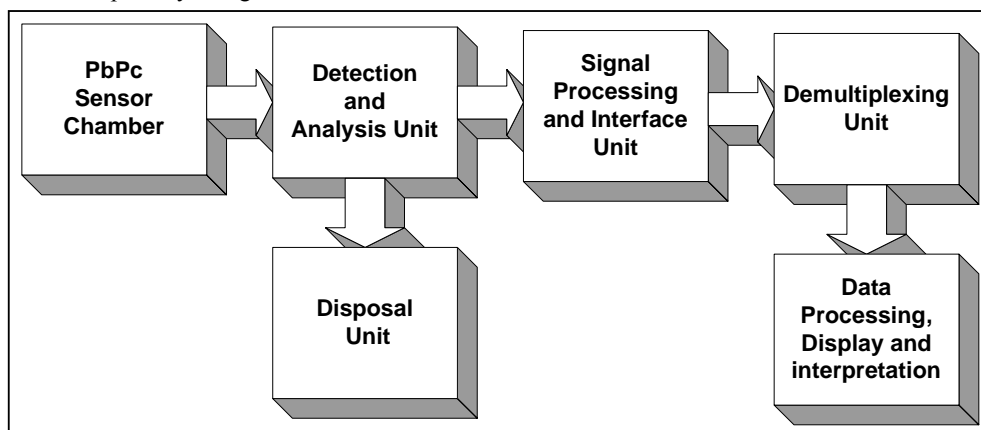 PbPc
Sensor
Chamber
Detection
and
Analysis Unit
Signal
Processing
and Interface
Unit
Demultiplexing
Unit
Disposal
Unit
Data
Processing,
Display and
interpretation